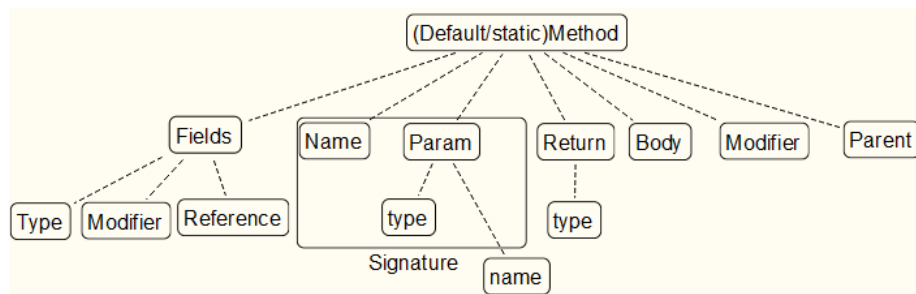 (Default/static)Method
Fields
Name
Param
Return
Body
Modifier
Parent
Type
Modifier
Reference
type
type
Signature
name